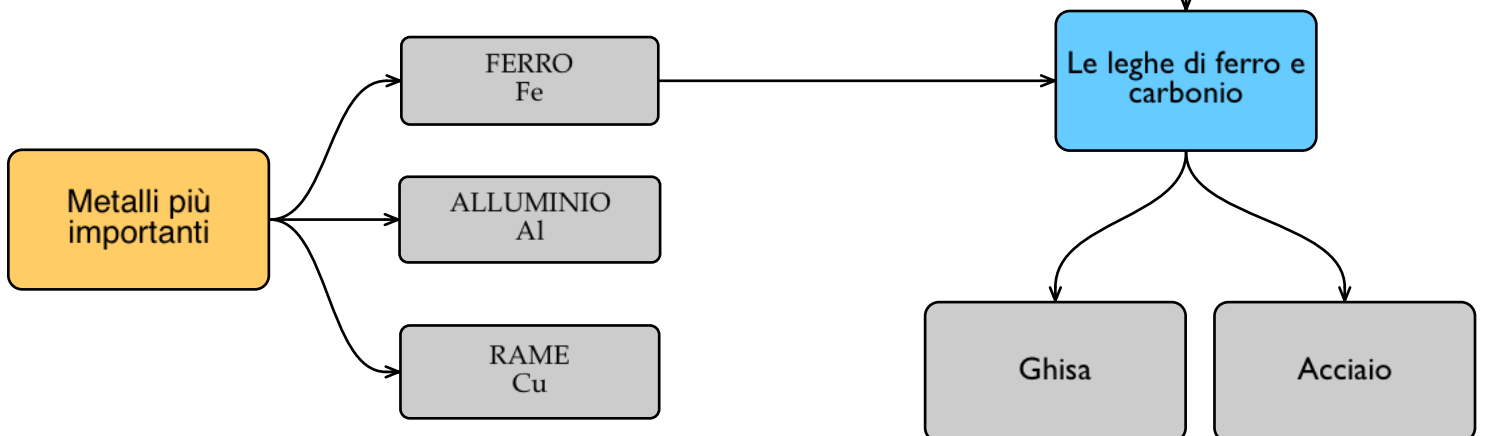 FERRO
Fe
Le leghe di ferro e
carbonio
Metalli più
importanti
ALLUMINIO
Al
RAME
Cu
Ghisa
Acciaio